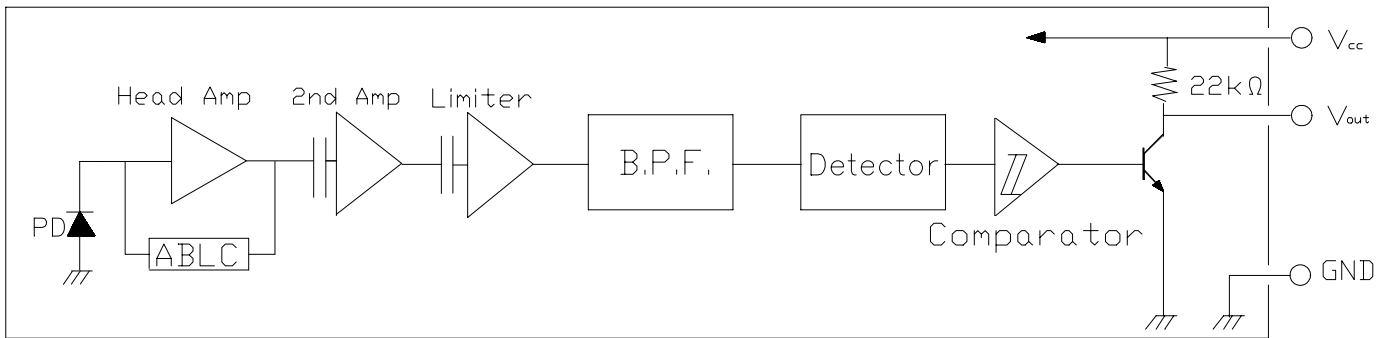 Head Amp
2nd Amp
Limiter
Vcc
22kΩ
Vout
B.P.F.
Detector
PD
ABLC
Comparator
GND